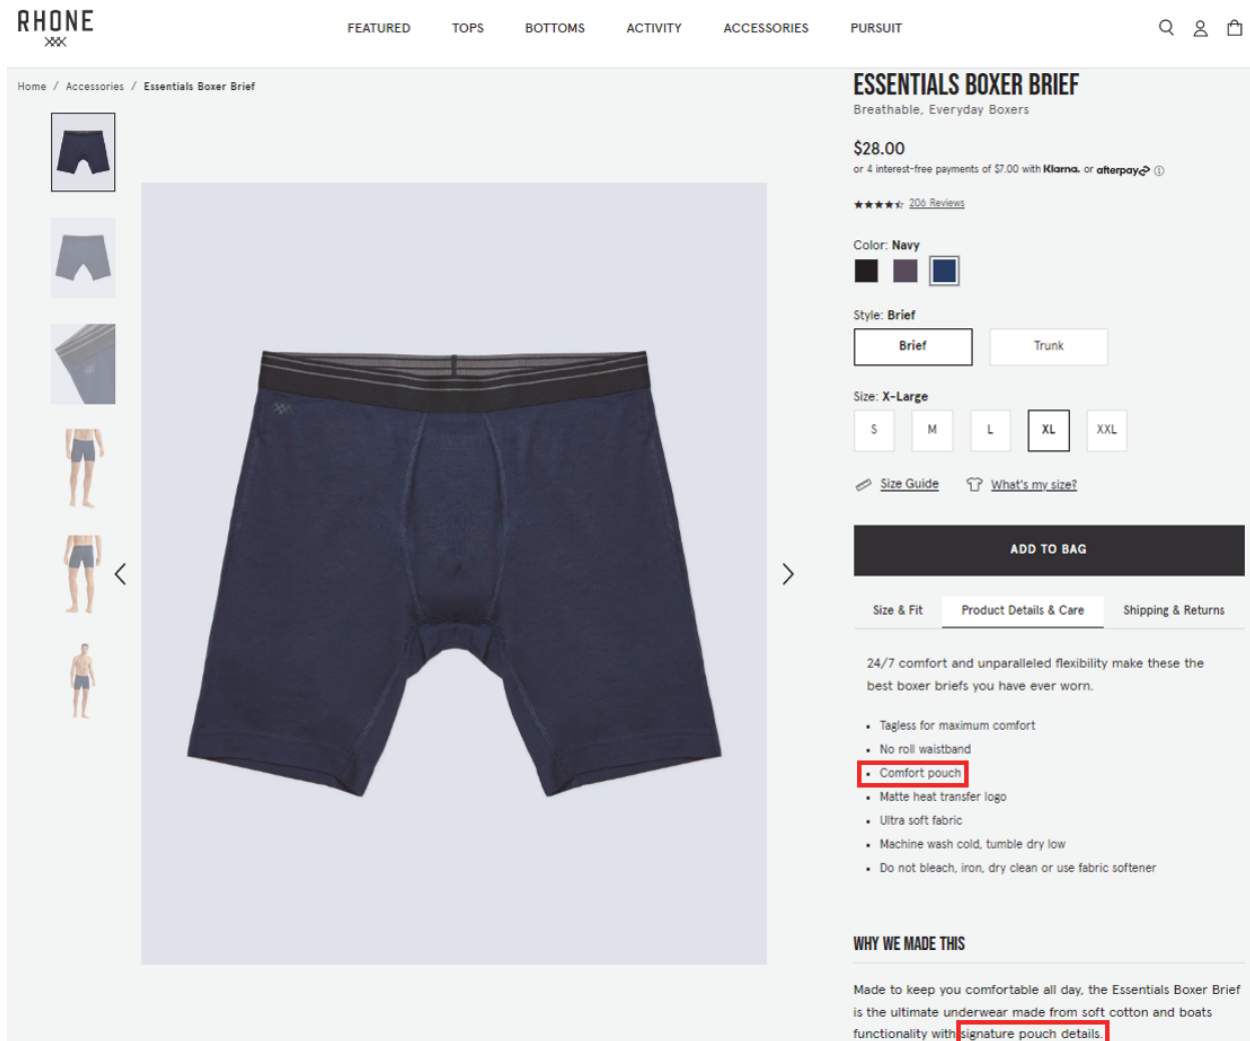 RHONE
FEATURED TOPS BOTTOMS ACTIVITY ACCESSORIES PURSUIT
Home / Accessories / Essentials Boxer Brief
ESSENTIALS BOXER BRIEF
Breathable, Everyday Boxers
$28.00
or 4 interest-free payments of $7.00 with Klarna. or afterpay
206 Reviews
Color: Navy
Style: Brief
Brief Trunk
Size: X-Large
S M L XL XXL
Size Guide What's my size?
ADD TO BAG
Size & Fit Product Details & Care Shipping & Returns
24/7 comfort and unparalleled flexibility make these the
best boxer briefs you have ever worn.
• Tagless for maximum comfort
• No roll waistband
• Comfort pouch
• Matte heat transfer logo
• Ultra soft fabric
• Machine wash cold, tumble dry low
• Do not bleach, iron, dry clean or use fabric softener
WHY WE MADE THIS
Made to keep you comfortable all day, the Essentials Boxer Brief
is the ultimate underwear made from soft cotton and boats
functionality with signature pouch details.